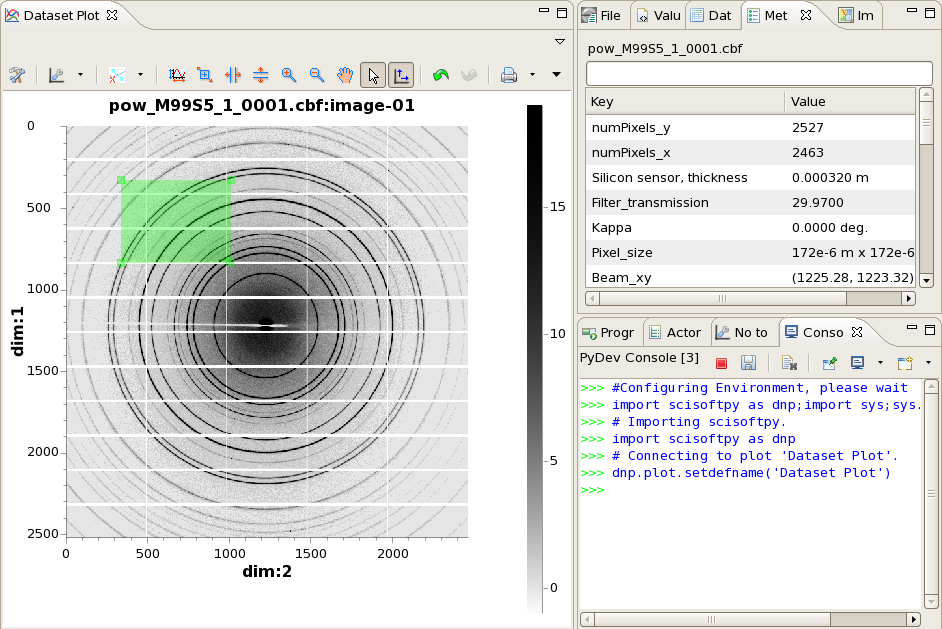 Dataset Plot
pow_M99S5_1_0001.cbf:image-01
0
500
1000
1500
2000
2500
0
500
1000
1500
2000
dim:1
dim:2
15
10
5
0
File
Valu
Dat
Met
Im
pow_M99S5_1_0001.cbf
Key Value
numPixels_y 2527
numPixels_x 2463
Silicon sensor, thickness 0.000320 m
Filter_transmission 29.9700
Kappa 0.0000 deg.
Pixel_size 172e-6 m x 172e-6
Beam_xy (1225.28, 1223.32)
Progr
Actor
No to
Conso
PyDev Console [3]
>>> #Configuring Environment, please wait
>>> import scisoftpy as dnp;import sys;sys.
>>> # Importing scisoftpy.
>>> import scisoftpy as dnp
>>> # Connecting to plot 'Dataset Plot'.
>>> dnp.plot.setdefname('Dataset Plot')
>>>